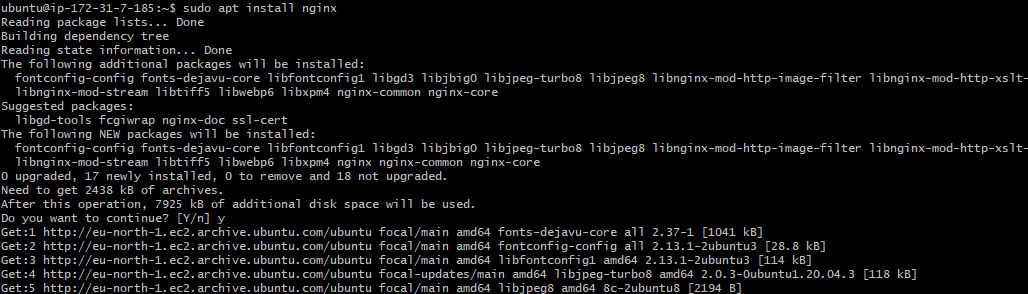 ubuntu@ip-172-31-7-185:~$ sudo apt install nginx
Reading package lists... Done
Building dependency tree
Reading state information... Done
The following additional packages will be installed:
  fontconfig-config fonts-dejavu-core libfontconfig1 libgd3 libjbig0 libjpeg-turbo8 libjpeg8 libnginx-mod-http-image-filter libnginx-mod-http-xslt-
  libnginx-mod-stream libtiff5 libwebp6 libxpm4 nginx-common nginx-core
Suggested packages:
  libgd-tools fcgiwrap nginx-doc ssl-cert
The following NEW packages will be installed:
  fontconfig-config fonts-dejavu-core libfontconfig1 libgd3 libjbig0 libjpeg-turbo8 libjpeg8 libnginx-mod-http-image-filter libnginx-mod-http-xslt-
  libnginx-mod-stream libtiff5 libwebp6 libxpm4 nginx nginx-common nginx-core
0 upgraded, 17 newly installed, 0 to remove and 18 not upgraded.
Need to get 2438 kB of archives.
After this operation, 7925 kB of additional disk space will be used.
Do you want to continue? [Y/n] y
Get:1 http://eu-north-1.ec2.archive.ubuntu.com/ubuntu focal/main amd64 fonts-dejavu-core all 2.37-1 [1041 kB]
Get:2 http://eu-north-1.ec2.archive.ubuntu.com/ubuntu focal/main amd64 fontconfig-config all 2.13.1-2ubuntu3 [28.8 kB]
Get:3 http://eu-north-1.ec2.archive.ubuntu.com/ubuntu focal/main amd64 libfontconfig1 amd64 2.13.1-2ubuntu3 [114 kB]
Get:4 http://eu-north-1.ec2.archive.ubuntu.com/ubuntu focal-updates/main amd64 libjpeg-turbo8 amd64 2.0.3-0ubuntu1.20.04.3 [118 kB]
Get:5 http://eu-north-1.ec2.archive.ubuntu.com/ubuntu focal/main amd64 libjpeg8 amd64 8c-2ubuntu8 [2194 B]